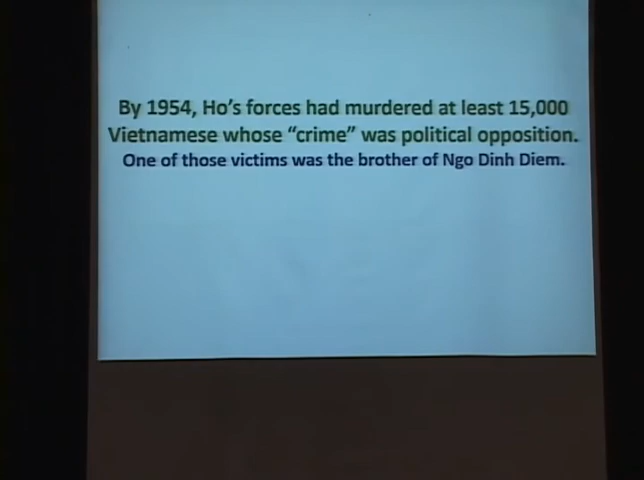 By 1954, Ho's forces had murdered at least 15,000
Vietnamese whose “crime” was political opposition.
One of those victims was the brother of Ngo Dinh Diem.